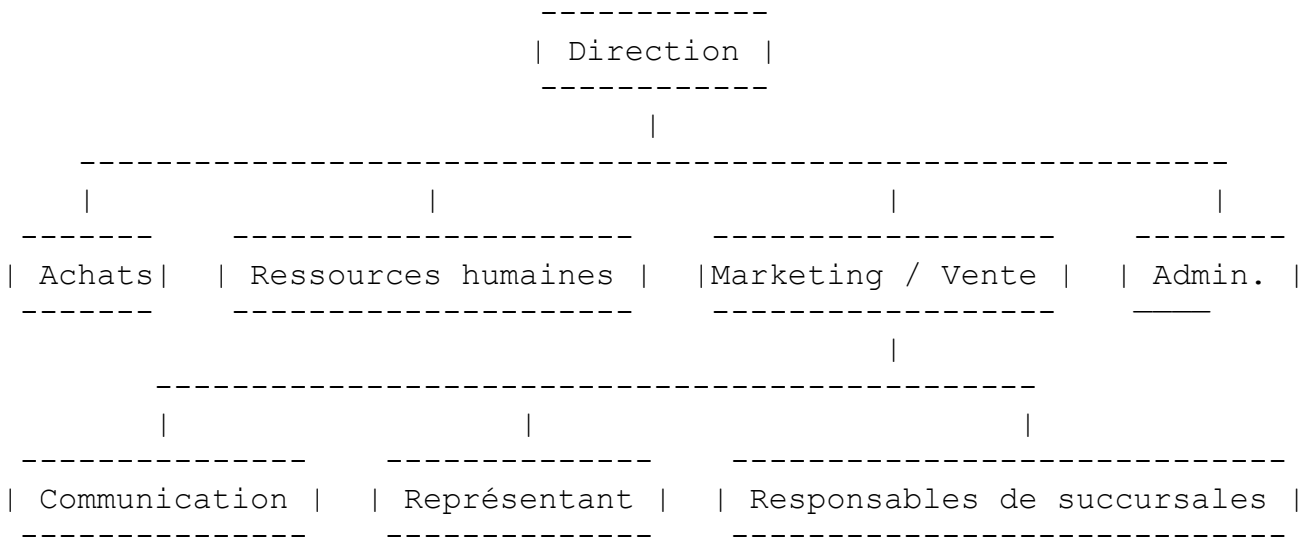 Direction
Achats Ressources humaines Marketing / Vente Admin.
Communication Représentant Responsables de succursales